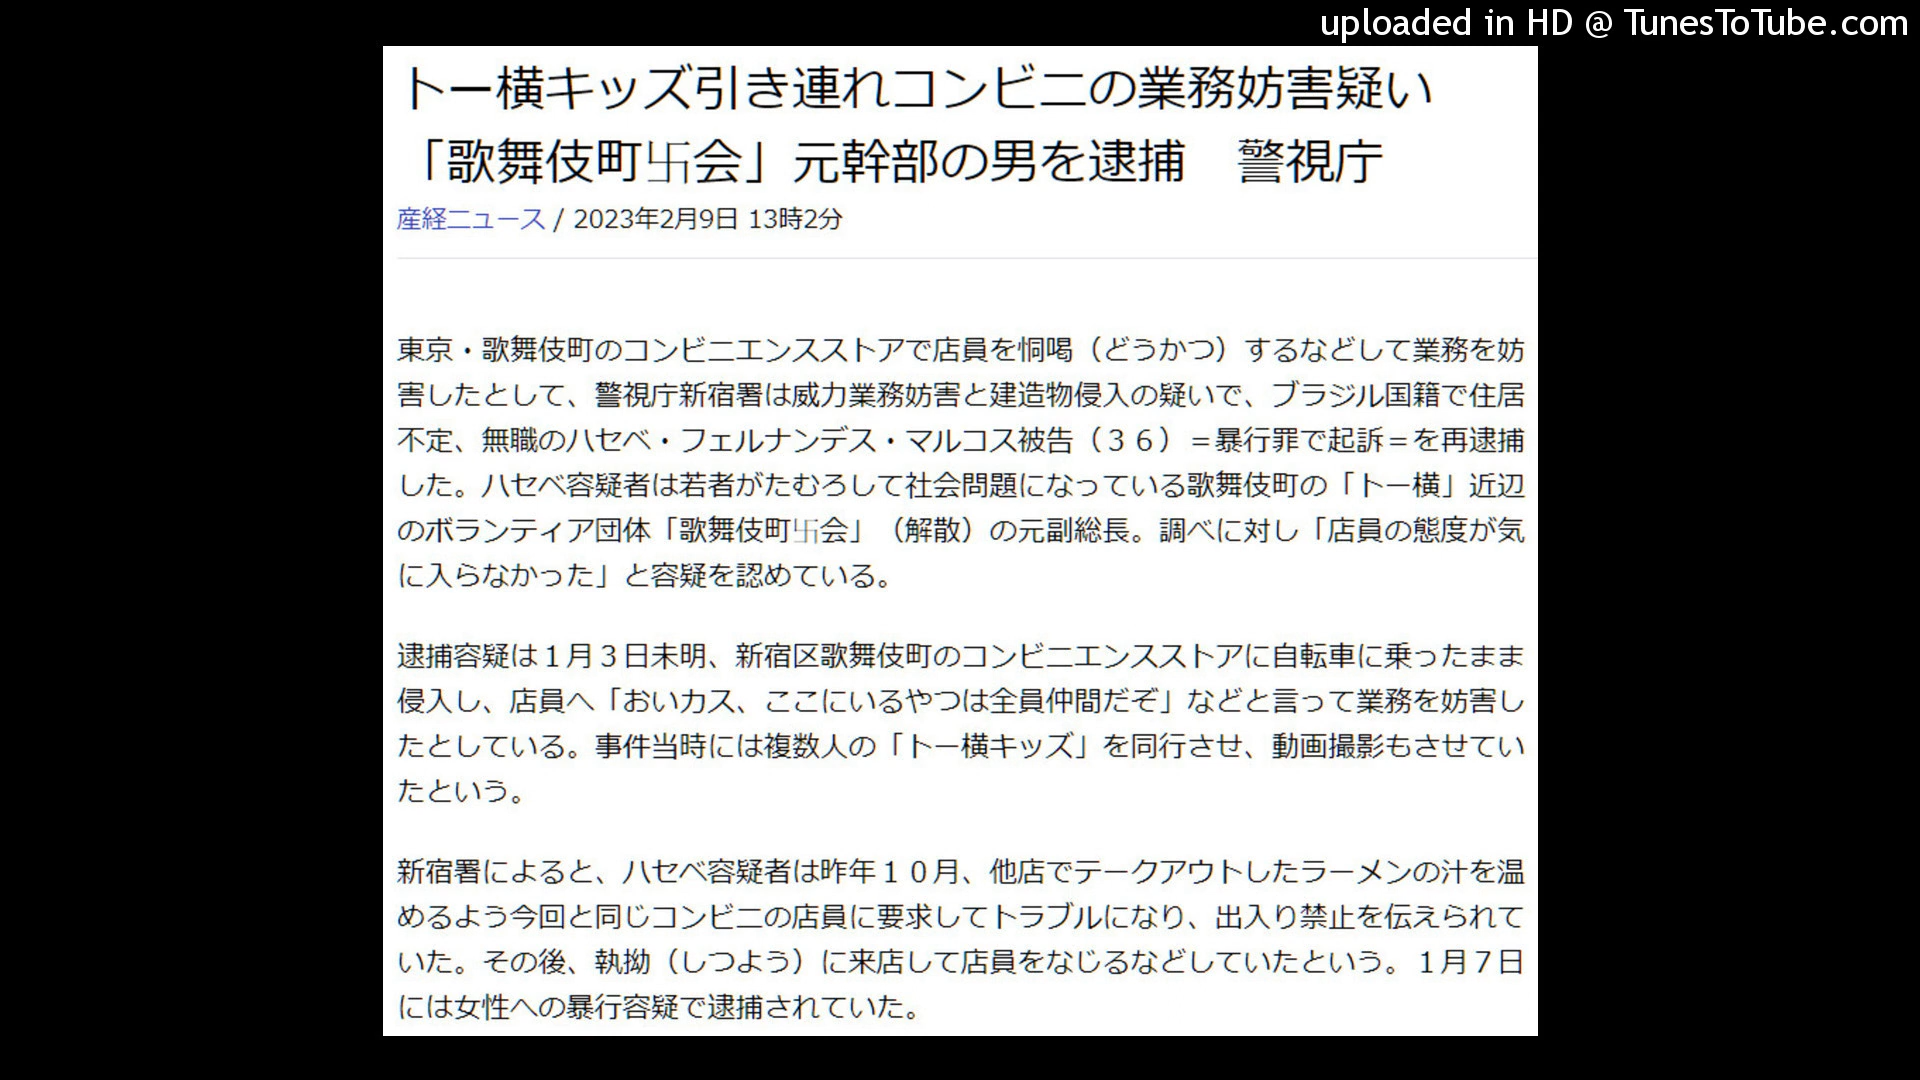 uploaded in HD @ TunesToTube.com
トー横キッズ引き連れコンビニの業務妨害疑い
「歌舞伎町卍会」元幹部の男を逮捕　警視庁
産経ニュース / 2023年2月9日 13時2分
東京・歌舞伎町のコンビニエンスストアで店員を恫喝（どうかつ）するなどして業務を妨
害したとして、警視庁新宿署は威力業務妨害と建造物侵入の疑いで、ブラジル国籍で住居
不定、無職のハセベ・フェルナンデス・マルコス被告（３６）＝暴行罪で起訴＝を再逮捕
した。ハセベ容疑者は若者がたむろして社会問題になっている歌舞伎町の「トー横」近辺
のボランティア団体「歌舞伎町卍会」（解散）の元副総長。調べに対し「店員の態度が気
に入らなかった」と容疑を認めている。
逮捕容疑は１月３日未明、新宿区歌舞伎町のコンビニエンスストアに自転車に乗ったまま
侵入し、店員へ「おいカス、ここにいるやつは全員仲間だぞ」などと言って業務を妨害し
たとしている。事件当時には複数人の「トー横キッズ」を同行させ、動画撮影もさせてい
たという。
新宿署によると、ハセベ容疑者は昨年１０月、他店でテークアウトしたラーメンの汁を温
めるよう今回と同じコンビニの店員に要求してトラブルになり、出入り禁止を伝えられて
いた。その後、執拗（しつよう）に来店して店員をなじるなどしていたという。１月７日
には女性への暴行容疑で逮捕されていた。